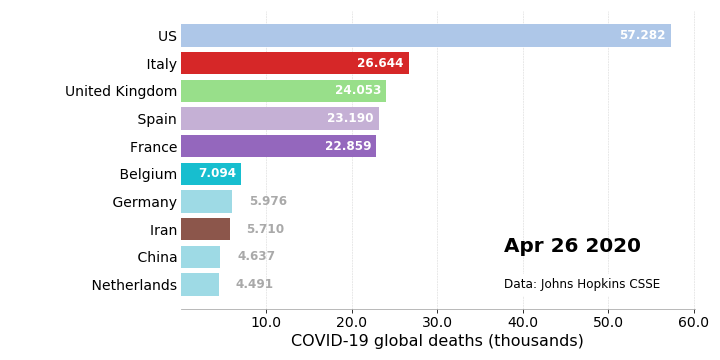 US 57.282
Italy 26.644
United Kingdom 24.053
Spain 23.190
France 22.859
Belgium 7.094
Germany 5.976
Iran 5.710
China 4.637
Netherlands 4.491
Apr 26 2020
Data: Johns Hopkins CSSE
10.0 20.0 30.0 40.0 50.0 60.0
COVID-19 global deaths (thousands)